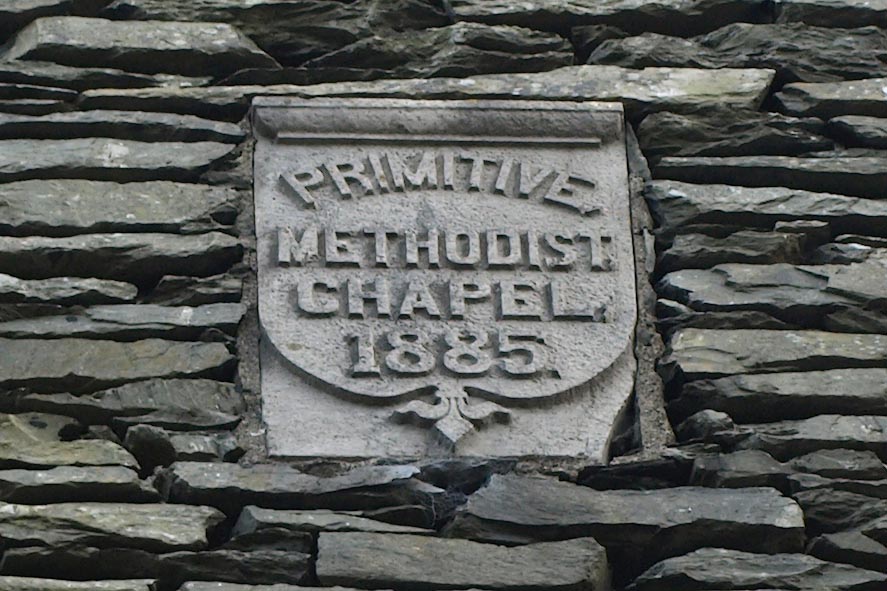 PRIMITIVE
METHODIST
CHAPEL.
1885.